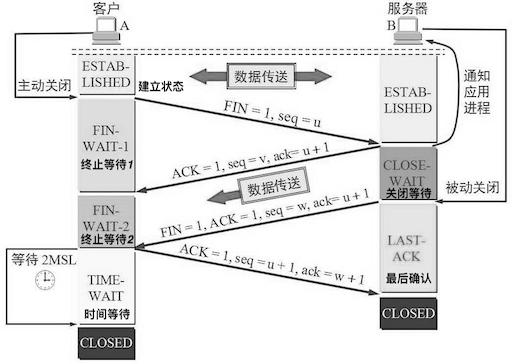 客户
A
服务器
B
主动关闭
ESTAB-
LISHED
建立状态
数据传送
ESTAB-
LISHED
通知
应用
进程
FIN = 1, seq = u
FIN-
WAIT-1
终止等待1
ACK = 1, seq = v, ack= u + 1
CLOSE-
WAIT
关闭等待
数据传送
被动关闭
FIN = 1, ACK = 1, seq = w, ack= u + 1
FIN-
WAIT-2
终止等待2
LAST-
ACK
最后确认
等待 2MSL
ACK = 1, seq = u + 1, ack = w + 1
TIME-
WAIT
时间等待
CLOSED
CLOSED